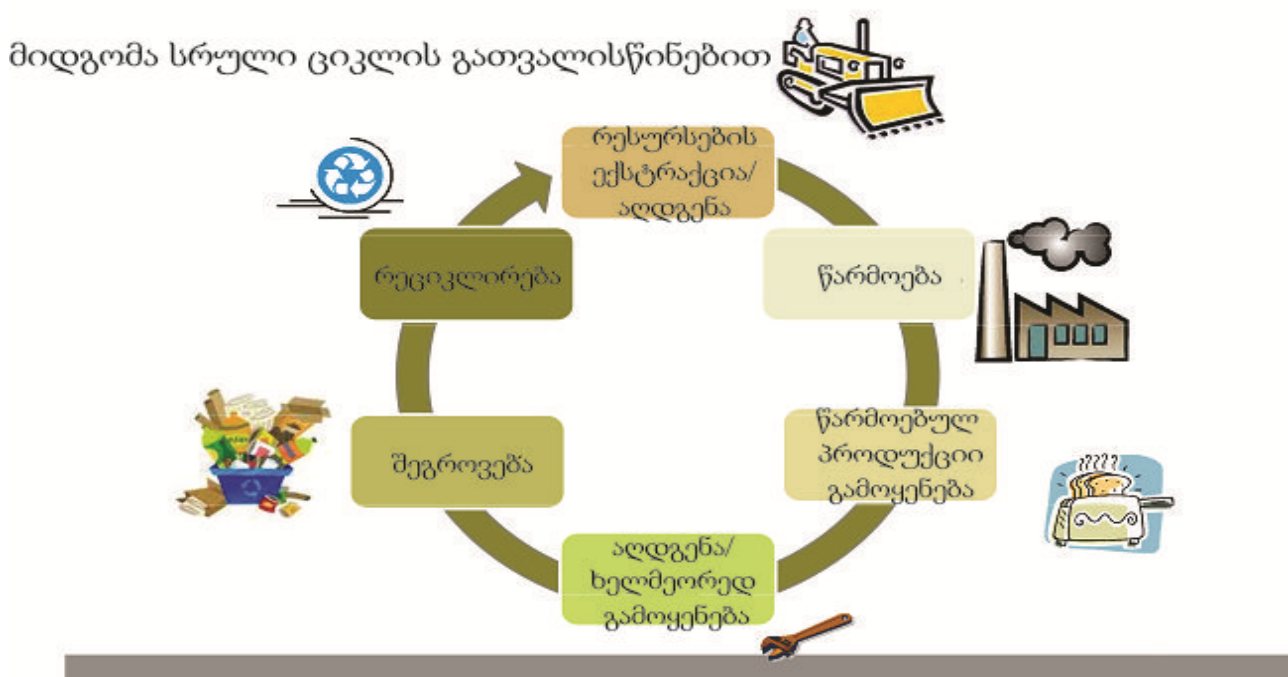 მიდგომა სრული ციკლის გათვალისწინებით
რესურსების
ექსტრაქცია/
აღდგენა
წარმოება
წარმოებულ
პროდუქციი
გამოყენება
აღდგენა/
ხელმეორედ
გამოყენება
შეგროვება
რეციკლირება